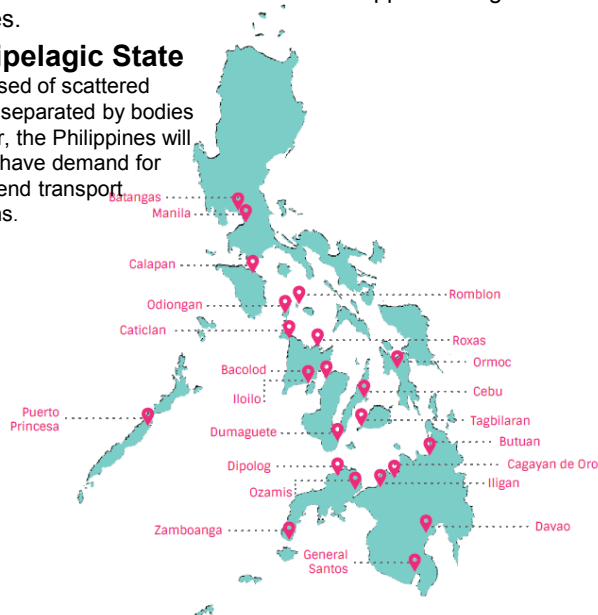 es.
ipelagic State
sed of scattered
separated by bodies
r, the Philippines will
have demand for
end transport
ns.
Batangas
Manila
Calapan
Odiongan
Romblon
Caticlan
Roxas
Ormoc
Bacolod
Iloilo
Cebu
Puerto
Princesa
Tagbilaran
Dumaguete
Butuan
Dipolog
Cagayan de Oro
Ozamis
Iligan
Zamboanga
Davao
General
Santos